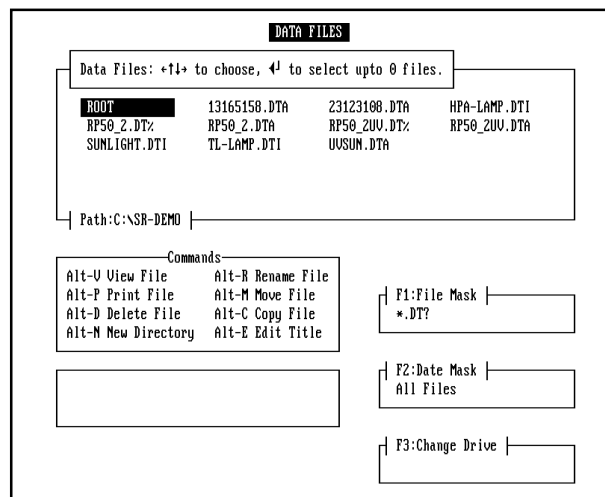 DATA FILES
Data Files: ←↑↓→ to choose, ↵ to select upto 0 files.
ROOT 13165158.DTA 23123108.DTA HPA-LAMP.DTI
RP50_2.DT% RP50_2.DTA RP50_2UV.DT% RP50_2UV.DTA
SUNLIGHT.DTI TL-LAMP.DTI UVSUN.DTA
Path:C:\SR-DEMO
Commands
Alt-V View File Alt-R Rename File
Alt-P Print File Alt-M Move File
Alt-D Delete File Alt-C Copy File
Alt-N New Directory Alt-E Edit Title
F1:File Mask
*.DT?
F2:Date Mask
All Files
F3:Change Drive